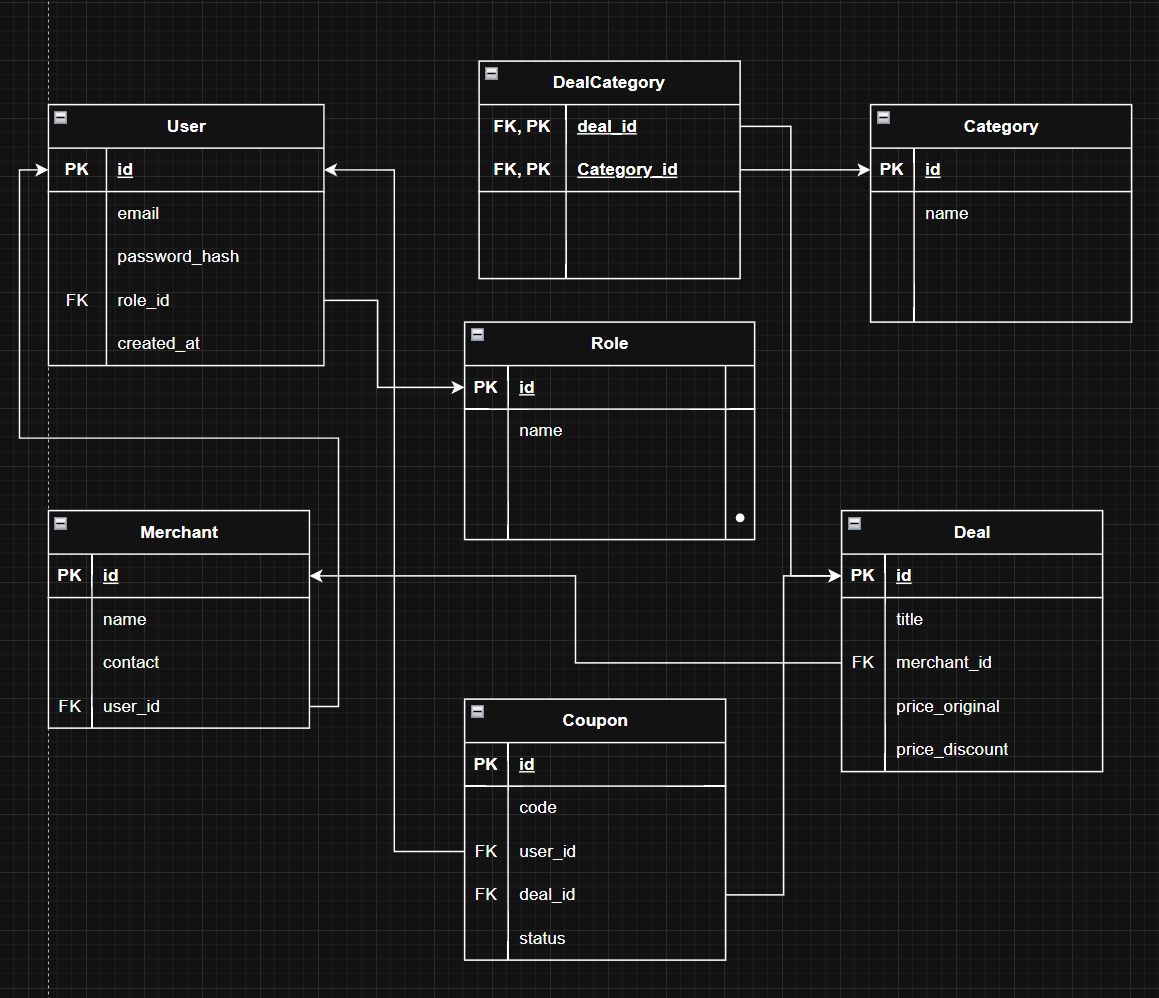 DealCategory
FK, PK deal_id
FK, PK Category_id
User
PK id
email
password_hash
FK role_id
created_at
Category
PK id
name
Role
PK id
name
Merchant
PK id
name
contact
FK user_id
Deal
PK id
title
FK merchant_id
price_original
price_discount
Coupon
PK id
code
FK user_id
FK deal_id
status